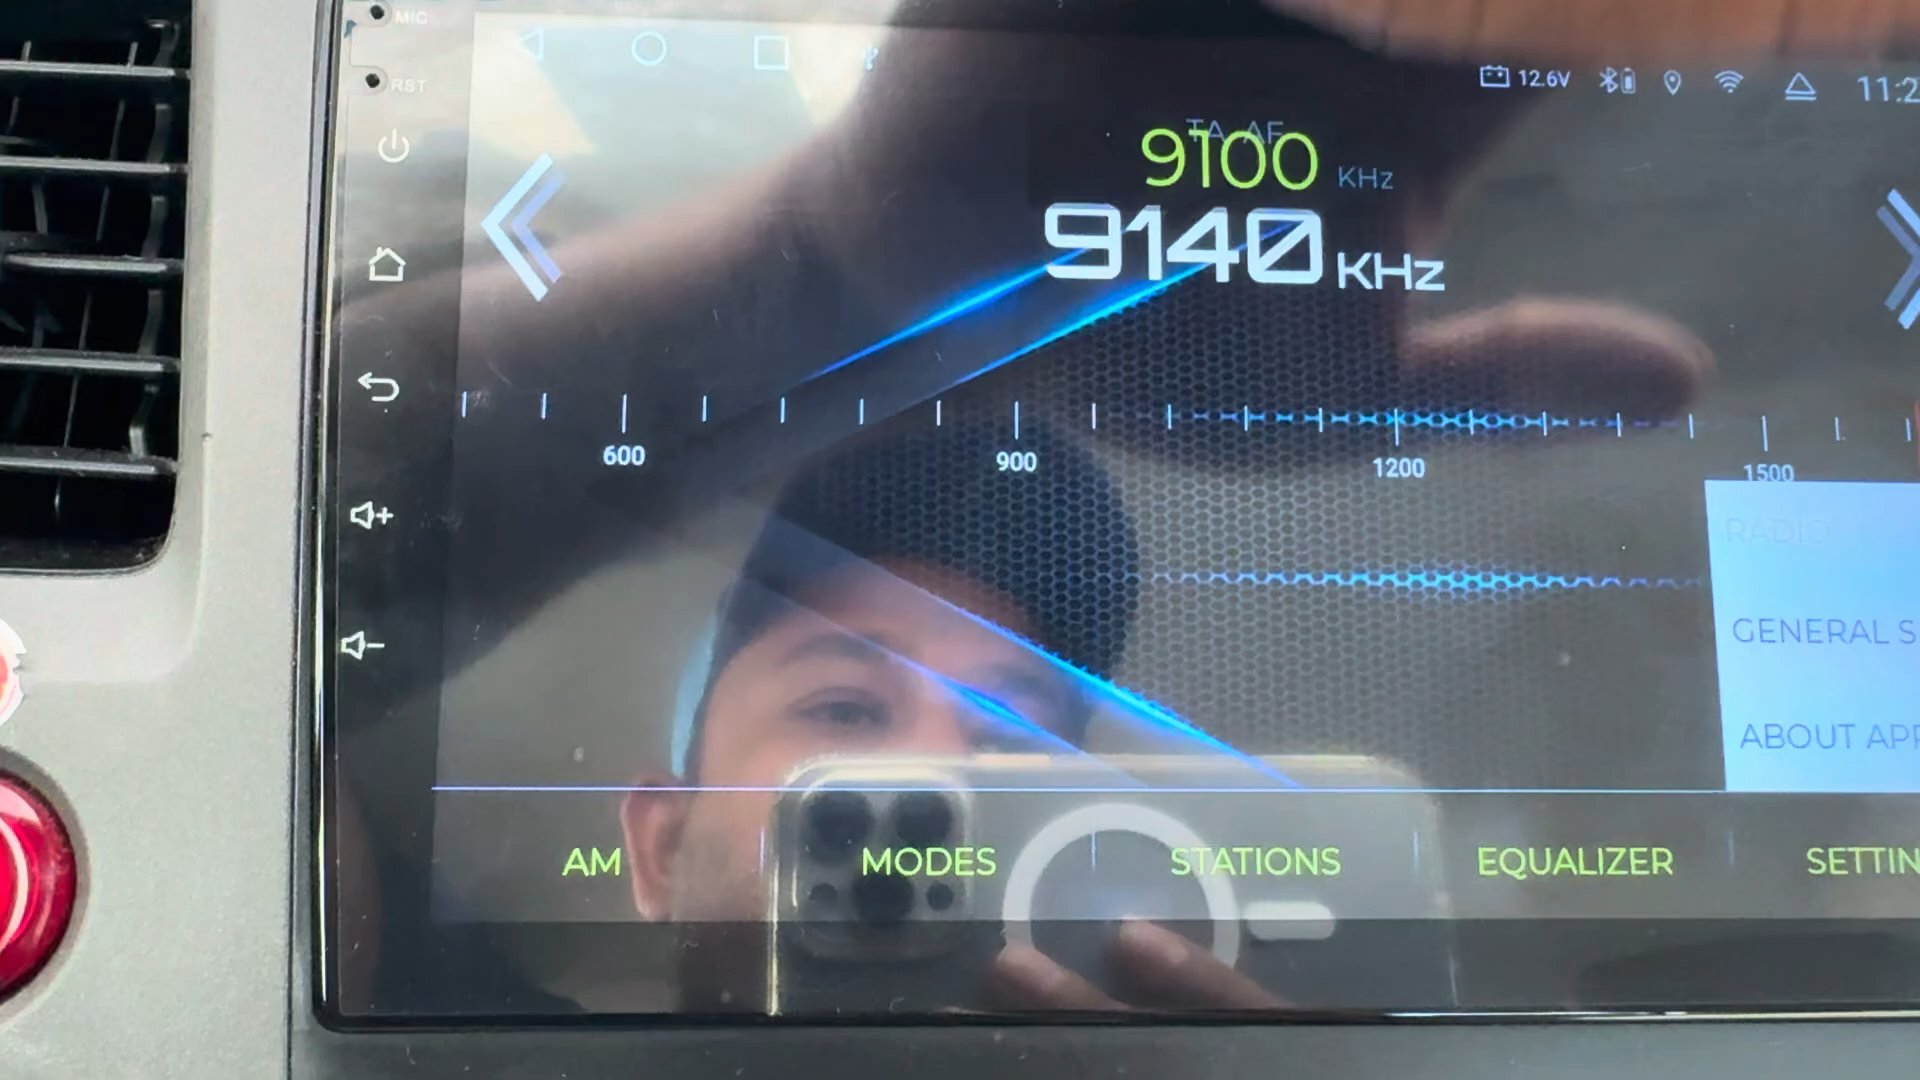 MIC
RST
12.6V
11:2
TA AF
9100 KHz
9140 KHz
600 900 1200 1500
RADIO
GENERAL S
ABOUT APP
AM MODES STATIONS EQUALIZER SETTIN